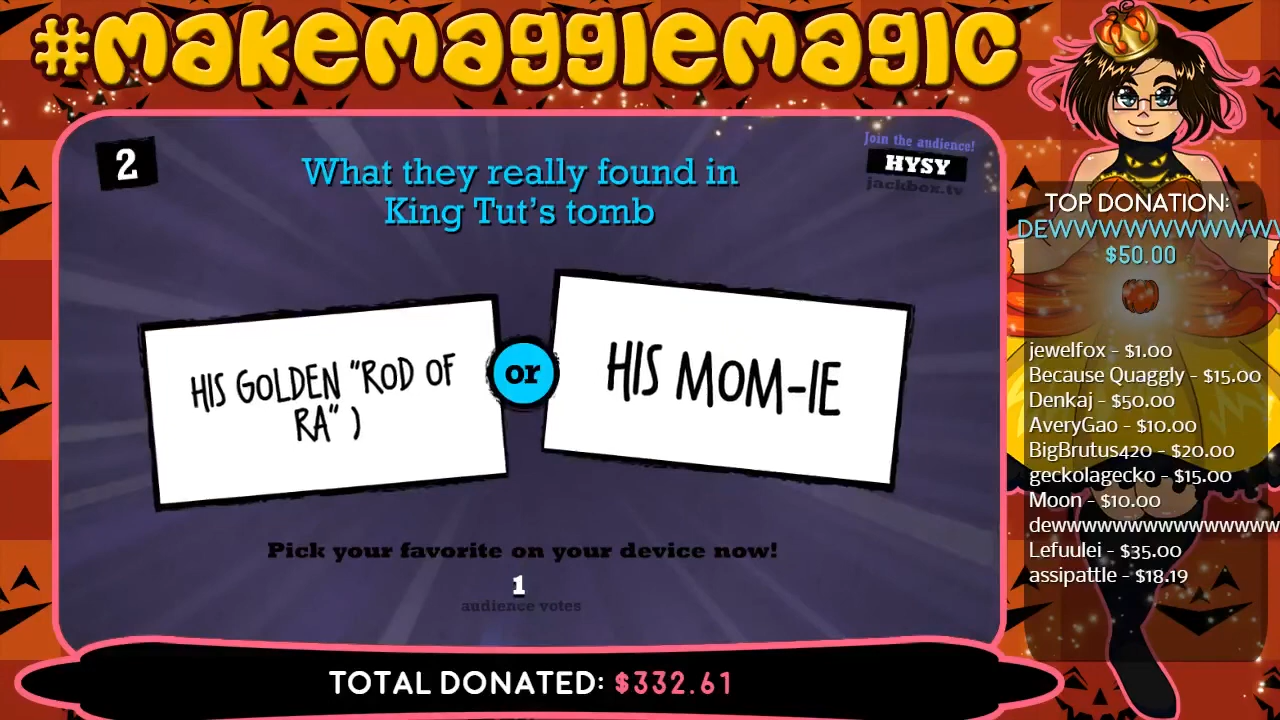 #makemaggiemagic
2
What they really found in
King Tut's tomb
Join the audience!
HYSY
jackbox.tv
HIS GOLDEN "ROD OF
RA" )
or
HIS MOM-IE
Pick your favorite on your device now!
1
audience votes
TOTAL DONATED: $332.61
TOP DONATION:
$50.00
jewelfox - $1.00
Because Quaggly - $15.00
Denkaj - $50.00
AveryGao - $10.00
BigBrutus420 - $20.00
geckolagecko - $15.00
Moon - $10.00
Lefuulei - $35.00
assipattle - $18.19